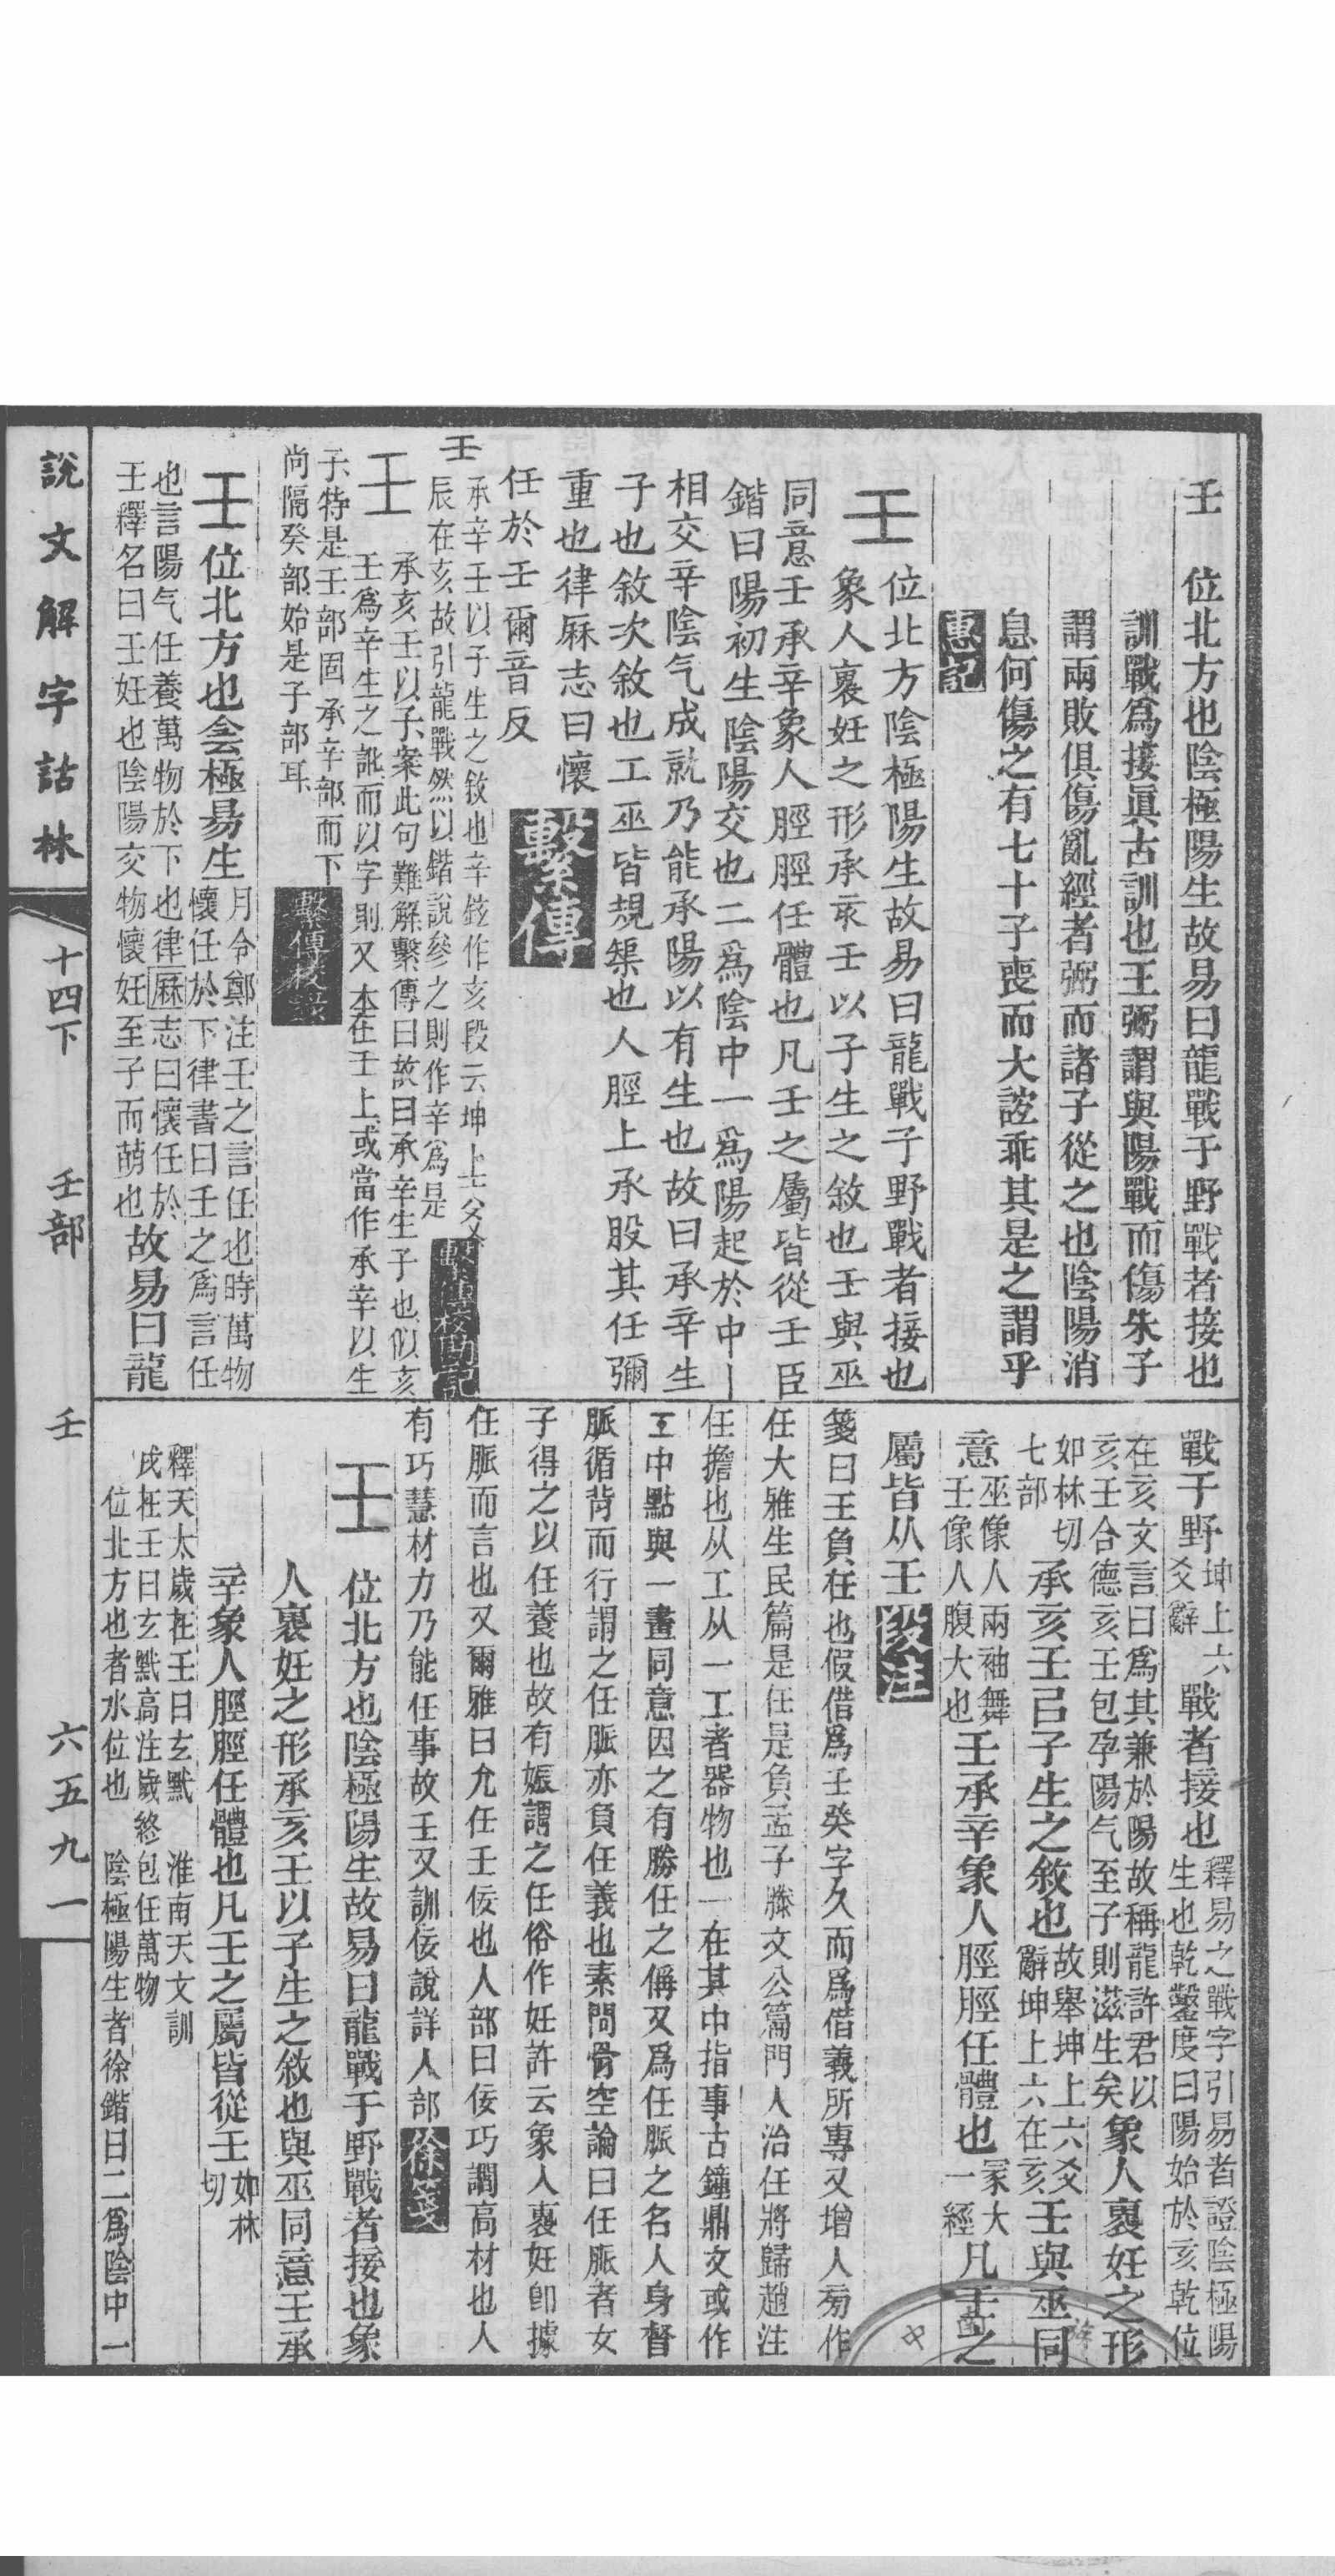 壬　位北方也陰極陽生故易曰龍戰于野戰者接也
訓戰爲接眞古訓也王弼謂與陽戰而傷朱子
謂兩敗俱傷亂經者弼而諸子從之也陰陽消
息何傷之有七十子喪而大誼乖其是之謂乎
惠記
壬　位北方陰極陽生故易曰龍戰于野戰者接也
象人褢妊之形承亥壬以子生之敘也壬與巫
同意壬承辛象人脛脛任體也凡壬之屬皆從壬臣
鍇曰陽初生陰陽交也二爲陰中一爲陽起於中丨
相交辛陰气成就乃能承陽以有生也故曰承辛生
子也敘次敘也工巫皆規榘也人脛上承股其任彌
重也律厤志曰懷
任於壬爾音反　繫傳
壬　承辛壬以子生之敘也辛鉉作亥段云坤上六爻
辰在亥故引龍戰然以鍇說參之則作辛爲是　繫傳校勘記
壬　承亥壬以子案此句難解繫傳曰故曰承辛生子也似亥
壬爲辛生之訛而以字則又本在壬上或當作承辛以生
子特是壬部固承辛部而下
尚隔癸部始是子部耳　繫傳校錄
壬　位北方也侌極昜生　月令鄭注壬之言任也時萬物
懷任於下律書曰壬之爲言任
也言陽气任養萬物於下也律厤志曰懷任於
壬釋名曰壬妊也陰陽交物懷妊至子而萌也　故易曰龍
戰于野　坤上六
爻辭　戰者接也　釋易之戰字引易者證陰極陽
生也乾鑿度曰陽始於亥乾位
在亥文言曰爲其兼於陽故稱龍許君以
亥壬合德亥壬包孕陽气至子則滋生矣　象人褢妊之形
如林切
七部　承亥壬㠯子生之敘也　故舉坤上六爻
辭坤上六在亥　壬與巫同
意　巫像人兩袖舞
壬像人腹大也　壬承辛象人脛脛任體也　冡大
一經　凡壬之
屬皆从壬　段注
箋曰壬負任也假借爲壬癸字久而爲借義所專又增人㫄作
任大雅生民篇是任是負孟子滕文公篇門人治任將歸趙注
任擔也从工从一工者器物也一在其中指事古鐘鼎文或作
中點與一畫同意因之有勝任之偁又爲任脈之名人身督
脈循背而行謂之任脈亦負任義也素問骨空論曰任脈者女
子得之以任養也故有娠謂之任俗作妊許云象人褢妊卽據
任脈而言也又爾雅曰允任壬佞也人部曰佞巧讇高材也人
有巧慧材力乃能任事故壬又訓佞說詳人部　徐箋
壬　位北方也陰極陽生故易曰龍戰于野戰者接也象
人褢妊之形承亥壬以子生之敘也與巫同意壬承
辛象人脛脛任體也凡壬之屬皆從壬　如林
切
釋天太歲在壬曰玄黓　淮南天文訓
戌在壬曰玄黓高注歲終包任萬物
位北方也者水位也　陰極陽生者徐鍇曰二爲陰中一
說文解字詁林　十四下　壬部　壬　六五九一